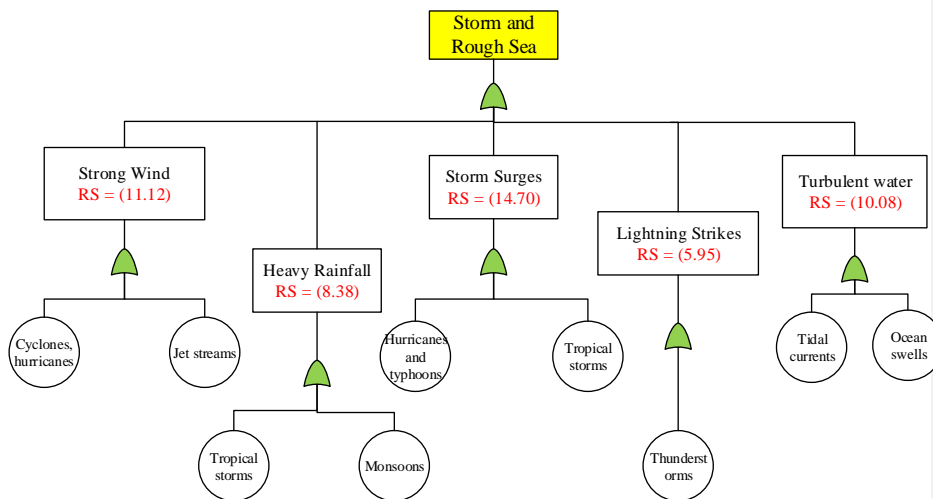 Storm and
Rough Sea
Strong Wind
RS = (11.12)
Storm Surges
RS = (14.70)
Turbulent water
RS = (10.08)
Lightning Strikes
RS = (5.95)
Heavy Rainfall
RS = (8.38)
Cyclones,
hurricanes
Jet streams
Hurricanes
and
typhoons
Tropical
storms
Tidal
currents
Ocean
swells
Tropical
storms
Monsoons
Thunderst
orms